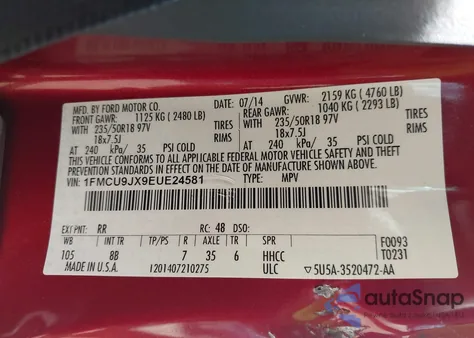 MFD. BY FORD MOTOR CO.
07/14 GVWR: 2159 KG ( 4760 LB)
FRONT GAWR: 1125 KG ( 2480 LB) REAR GAWR: 1040 KG ( 2293 LB)
WITH 235/50R18 97V TIRES WITH 235/50R18 97V TIRES
18x7.5J RIMS 18x7.5J RIMS
AT 240 kPa/ 35 PSI COLD AT 240 kPa/ 35 PSI COLD
THIS VEHICLE CONFORMS TO ALL APPLICABLE FEDERAL MOTOR VEHICLE
SAFETY, BUMPER, AND THEFT PREVENTION STANDARDS IN EFFECT ON THE
DATE OF MANUFACTURE SHOWN ABOVE.
VIN: 1FMCU9JX9EUE24581 TYPE: MPV
EXT PNT: RR RC: 48 DSO: F0093
WB INT TR TP/PS R AXLE TR SPR T0231
105 8B 7 35 6 HHCC
MADE IN U.S.A. I201407210275 ULC ▽5U5A-3520472-AA
autoSnap